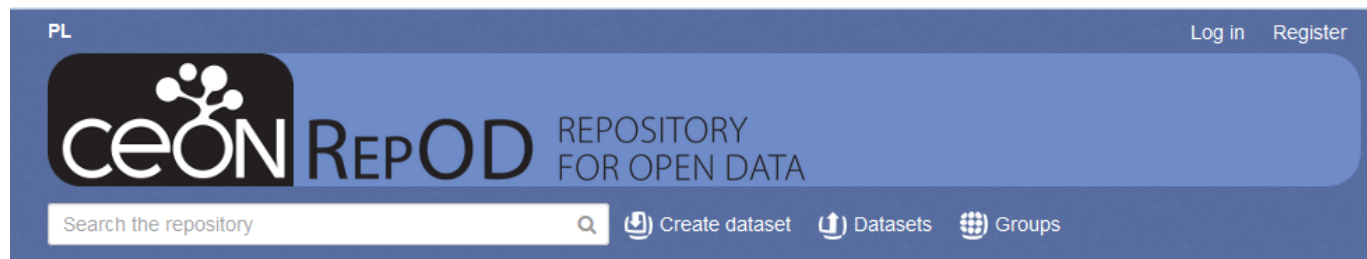 PL
Log in Register
ceon RepOD REPOSITORY
FOR OPEN DATA
Search the repository
Create dataset Datasets Groups